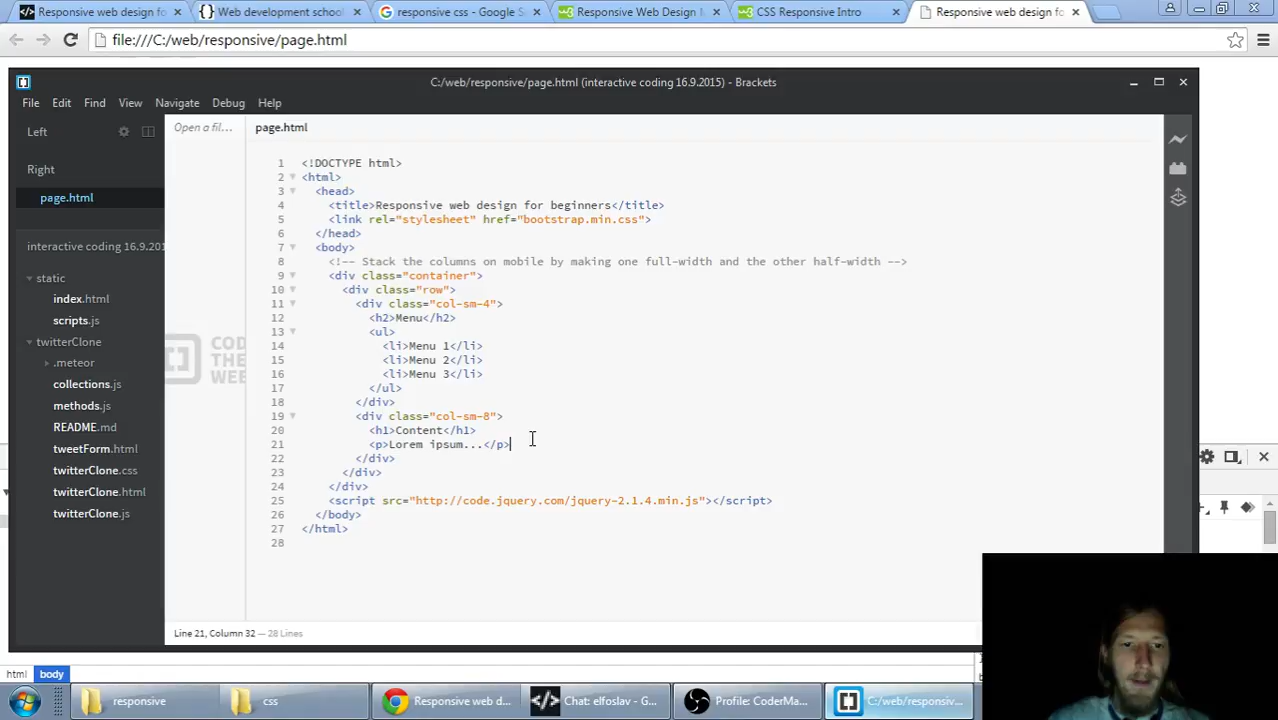 Responsive web design fo
Web development school
responsive css - Google S
Responsive Web Design
CSS Responsive Intro
Responsive web design fo
file:///C:/web/responsive/page.html
C:/web/responsive/page.html (interactive coding 16.9.2015) - Brackets
File Edit Find View Navigate Debug Help
Left
Open a fil...
page.html
Right
page.html
interactive coding 16.9.201
static
index.html
scripts.js
twitterClone
.meteor
collections.js
methods.js
README.md
tweetForm.html
twitterClone.css
twitterClone.html
twitterClone.js
COD
THE
WEB
1 <!DOCTYPE html>
2 <html>
3 <head>
4 <title>Responsive web design for beginners</title>
5 <link rel="stylesheet" href="bootstrap.min.css">
6 </head>
7 <body>
8 <!-- Stack the columns on mobile by making one full-width and the other half-width -->
9 <div class="container">
10 <div class="row">
11 <div class="col-sm-4">
12 <h2>Menu</h2>
13 <ul>
14 <li>Menu 1</li>
15 <li>Menu 2</li>
16 <li>Menu 3</li>
17 </ul>
18 </div>
19 <div class="col-sm-8">
20 <h1>Content</h1>
21 <p>Lorem ipsum...</p>
22 </div>
23 </div>
24 </div>
25 <script src="http://code.jquery.com/jquery-2.1.4.min.js"></script>
26 </body>
27 </html>
28
Line 21, Column 32 — 28 Lines
html body
responsive
css
Responsive web d...
Chat: elfoslav - G...
Profile: CoderMa...
C:/web/responsiv...